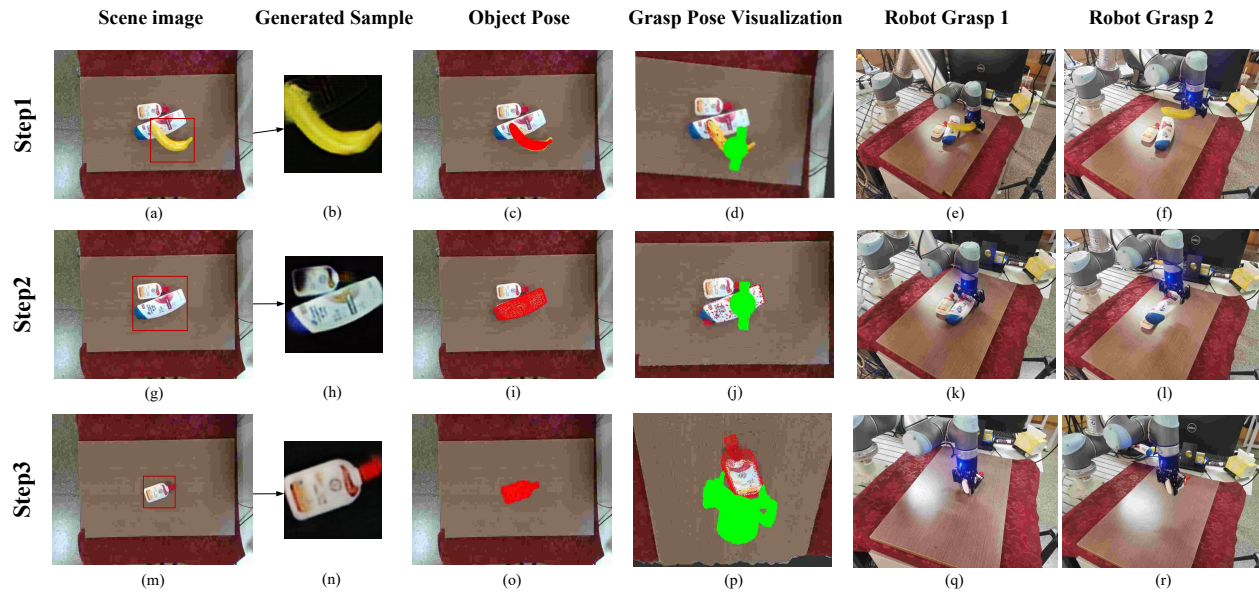 Scene image Generated Sample Object Pose Grasp Pose Visualization Robot Grasp 1 Robot Grasp 2
Step1
(a) (b) (c) (d) (e) (f)
Step2
(g) (h) (i) (j) (k) (l)
Step3
(m) (n) (o) (p) (q) (r)